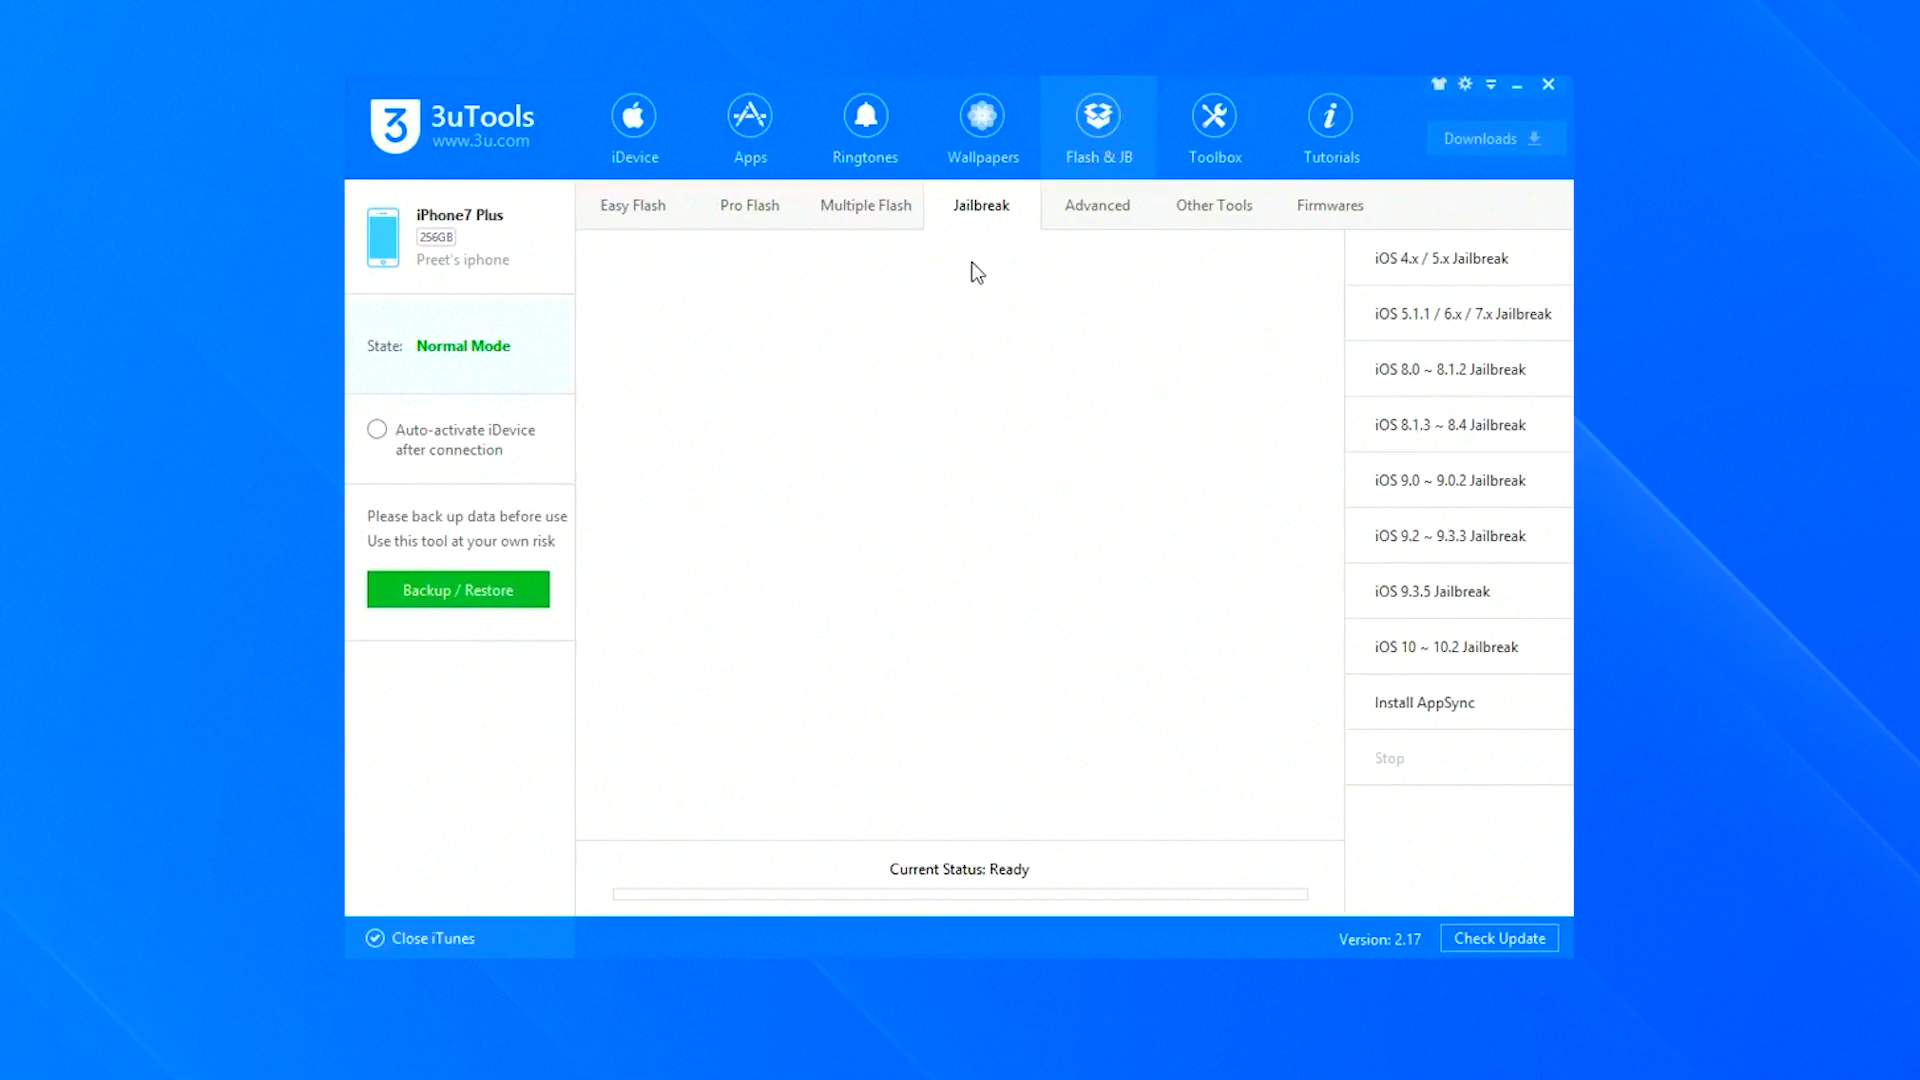 3 3uTools
www.3u.com
iDevice
Apps
Ringtones
Wallpapers
Flash & JB
Toolbox
Tutorials
Downloads
iPhone7 Plus
256GB
Preet's iphone
State: Normal Mode
Auto-activate iDevice
after connection
Please back up data before use
Use this tool at your own risk
Backup / Restore
Easy Flash
Pro Flash
Multiple Flash
Jailbreak
Advanced
Other Tools
Firmwares
iOS 4.x / 5.x Jailbreak
iOS 5.1.1 / 6.x / 7.x Jailbreak
iOS 8.0 ~ 8.1.2 Jailbreak
iOS 8.1.3 ~ 8.4 Jailbreak
iOS 9.0 ~ 9.0.2 Jailbreak
iOS 9.2 ~ 9.3.3 Jailbreak
iOS 9.3.5 Jailbreak
iOS 10 ~ 10.2 Jailbreak
Install AppSync
Stop
Current Status: Ready
Close iTunes
Version: 2.17
Check Update